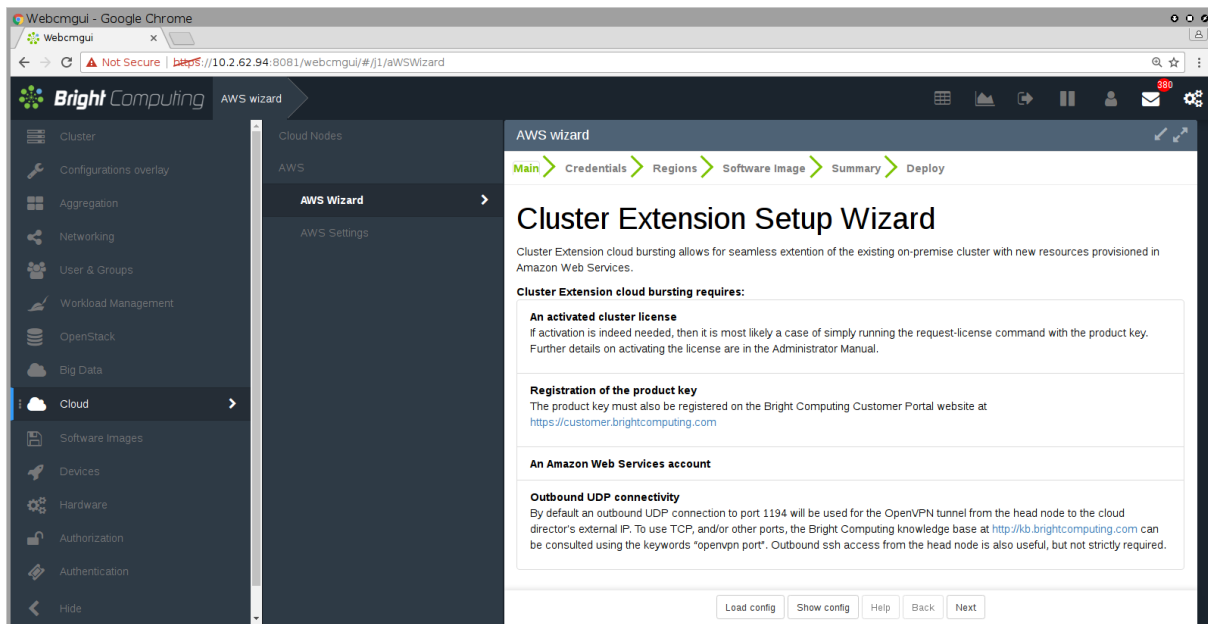 Webcmgui - Google Chrome
Webcmgui ×
Not Secure | https://10.2.62.94:8081/webcmgui/#/j1/aWSWizard
Bright Computing AWS wizard
380
Cluster
Configurations overlay
Aggregation
Networking
User & Groups
Workload Management
OpenStack
Big Data
Cloud
Software Images
Devices
Hardware
Authorization
Authentication
Hide
Cloud Nodes
AWS
AWS Wizard
AWS Settings
AWS wizard
Main Credentials Regions Software Image Summary Deploy
Cluster Extension Setup Wizard
Cluster Extension cloud bursting allows for seamless extention of the existing on-premise cluster with new resources provisioned in
Amazon Web Services.
Cluster Extension cloud bursting requires:
An activated cluster license
If activation is indeed needed, then it is most likely a case of simply running the request-license command with the product key.
Further details on activating the license are in the Administrator Manual.
Registration of the product key
The product key must also be registered on the Bright Computing Customer Portal website at
https://customer.brightcomputing.com
An Amazon Web Services account
Outbound UDP connectivity
By default an outbound UDP connection to port 1194 will be used for the OpenVPN tunnel from the head node to the cloud
director's external IP. To use TCP, and/or other ports, the Bright Computing knowledge base at http://kb.brightcomputing.com can
be consulted using the keywords “openvpn port”. Outbound ssh access from the head node is also useful, but not strictly required.
Load config Show config Help Back Next